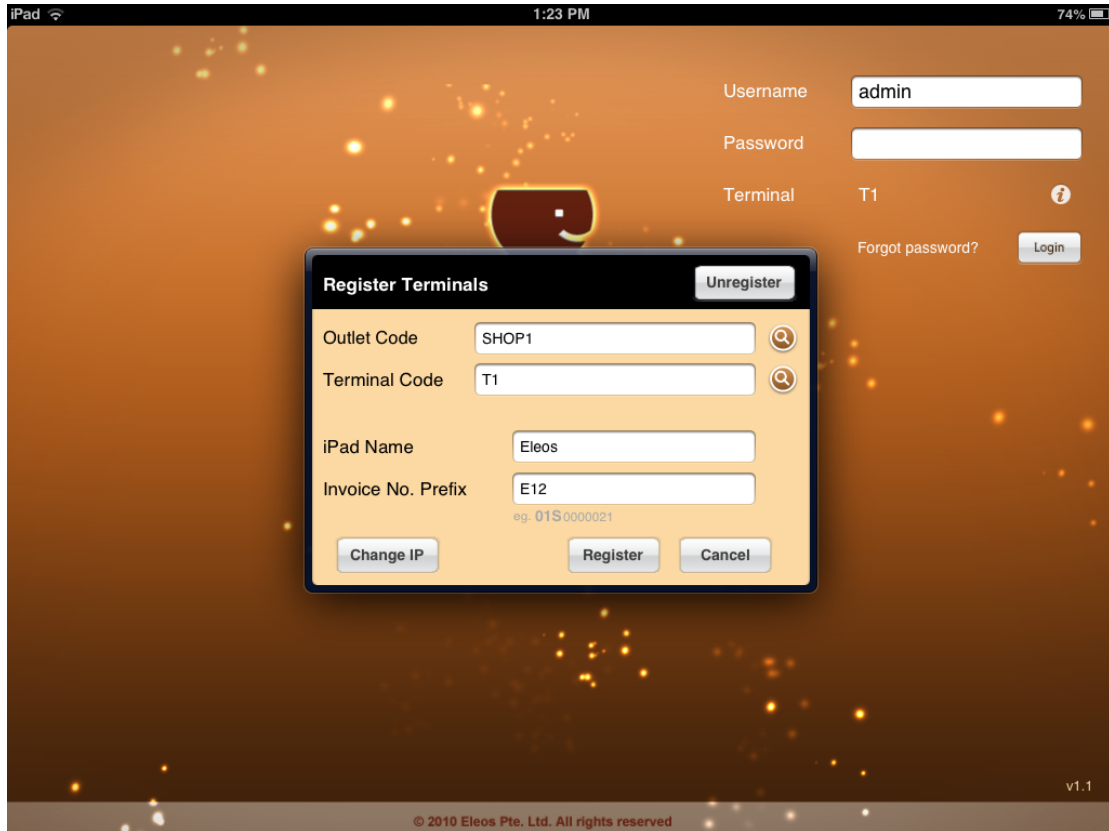 iPad 1:23 PM 74%
Username admin
Password
Terminal T1 i
Forgot password? Login
Register Terminals Unregister
Outlet Code SHOP1
Terminal Code T1
iPad Name Eleos
Invoice No. Prefix E12
eg. 01S0000021
Change IP Register Cancel
v1.1
© 2010 Eleos Pte. Ltd. All rights reserved